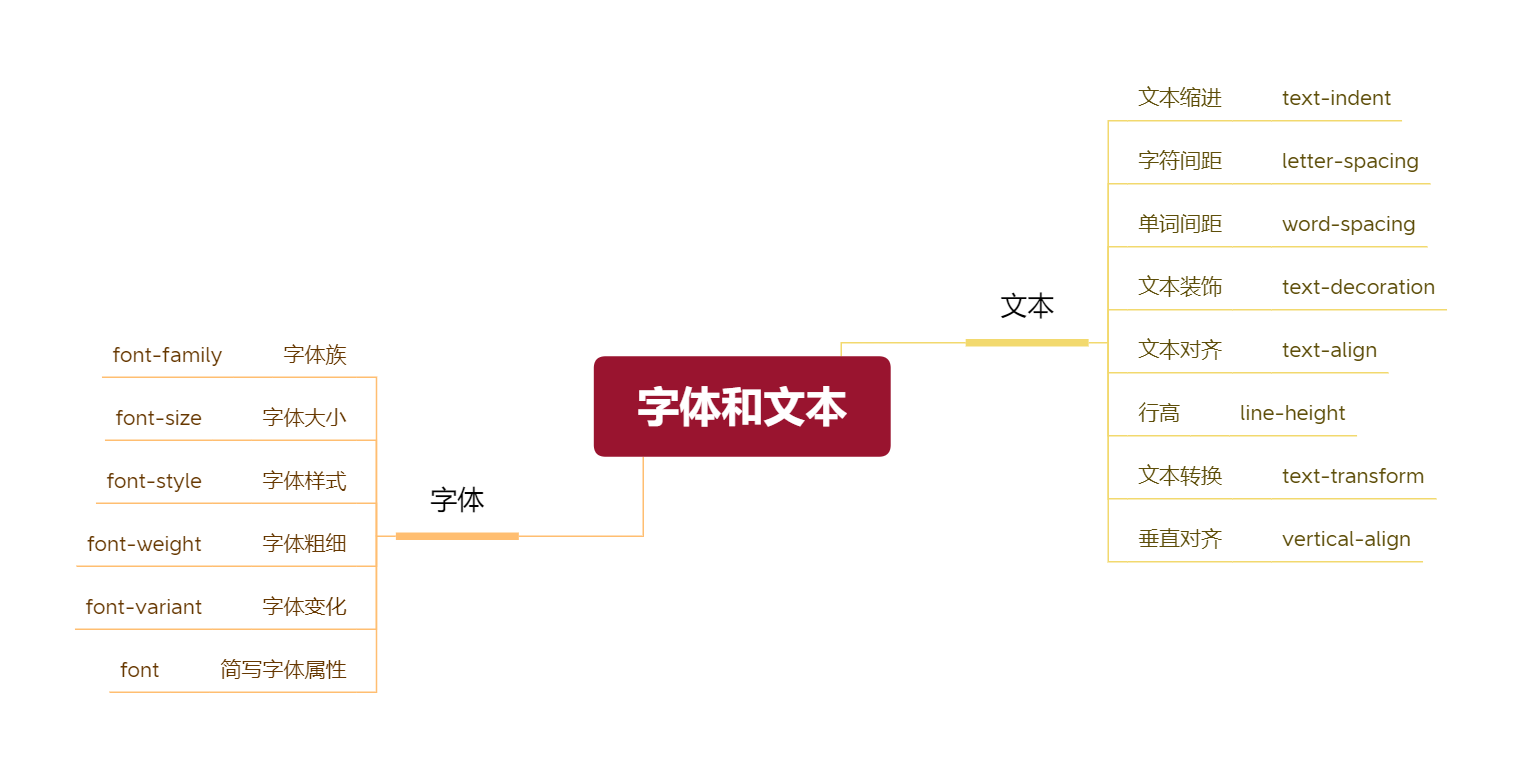 字体和文本
文本
文本缩进 text-indent
字符间距 letter-spacing
单词间距 word-spacing
文本装饰 text-decoration
文本对齐 text-align
行高 line-height
文本转换 text-transform
垂直对齐 vertical-align
字体
font-family 字体族
font-size 字体大小
font-style 字体样式
font-weight 字体粗细
font-variant 字体变化
font 简写字体属性